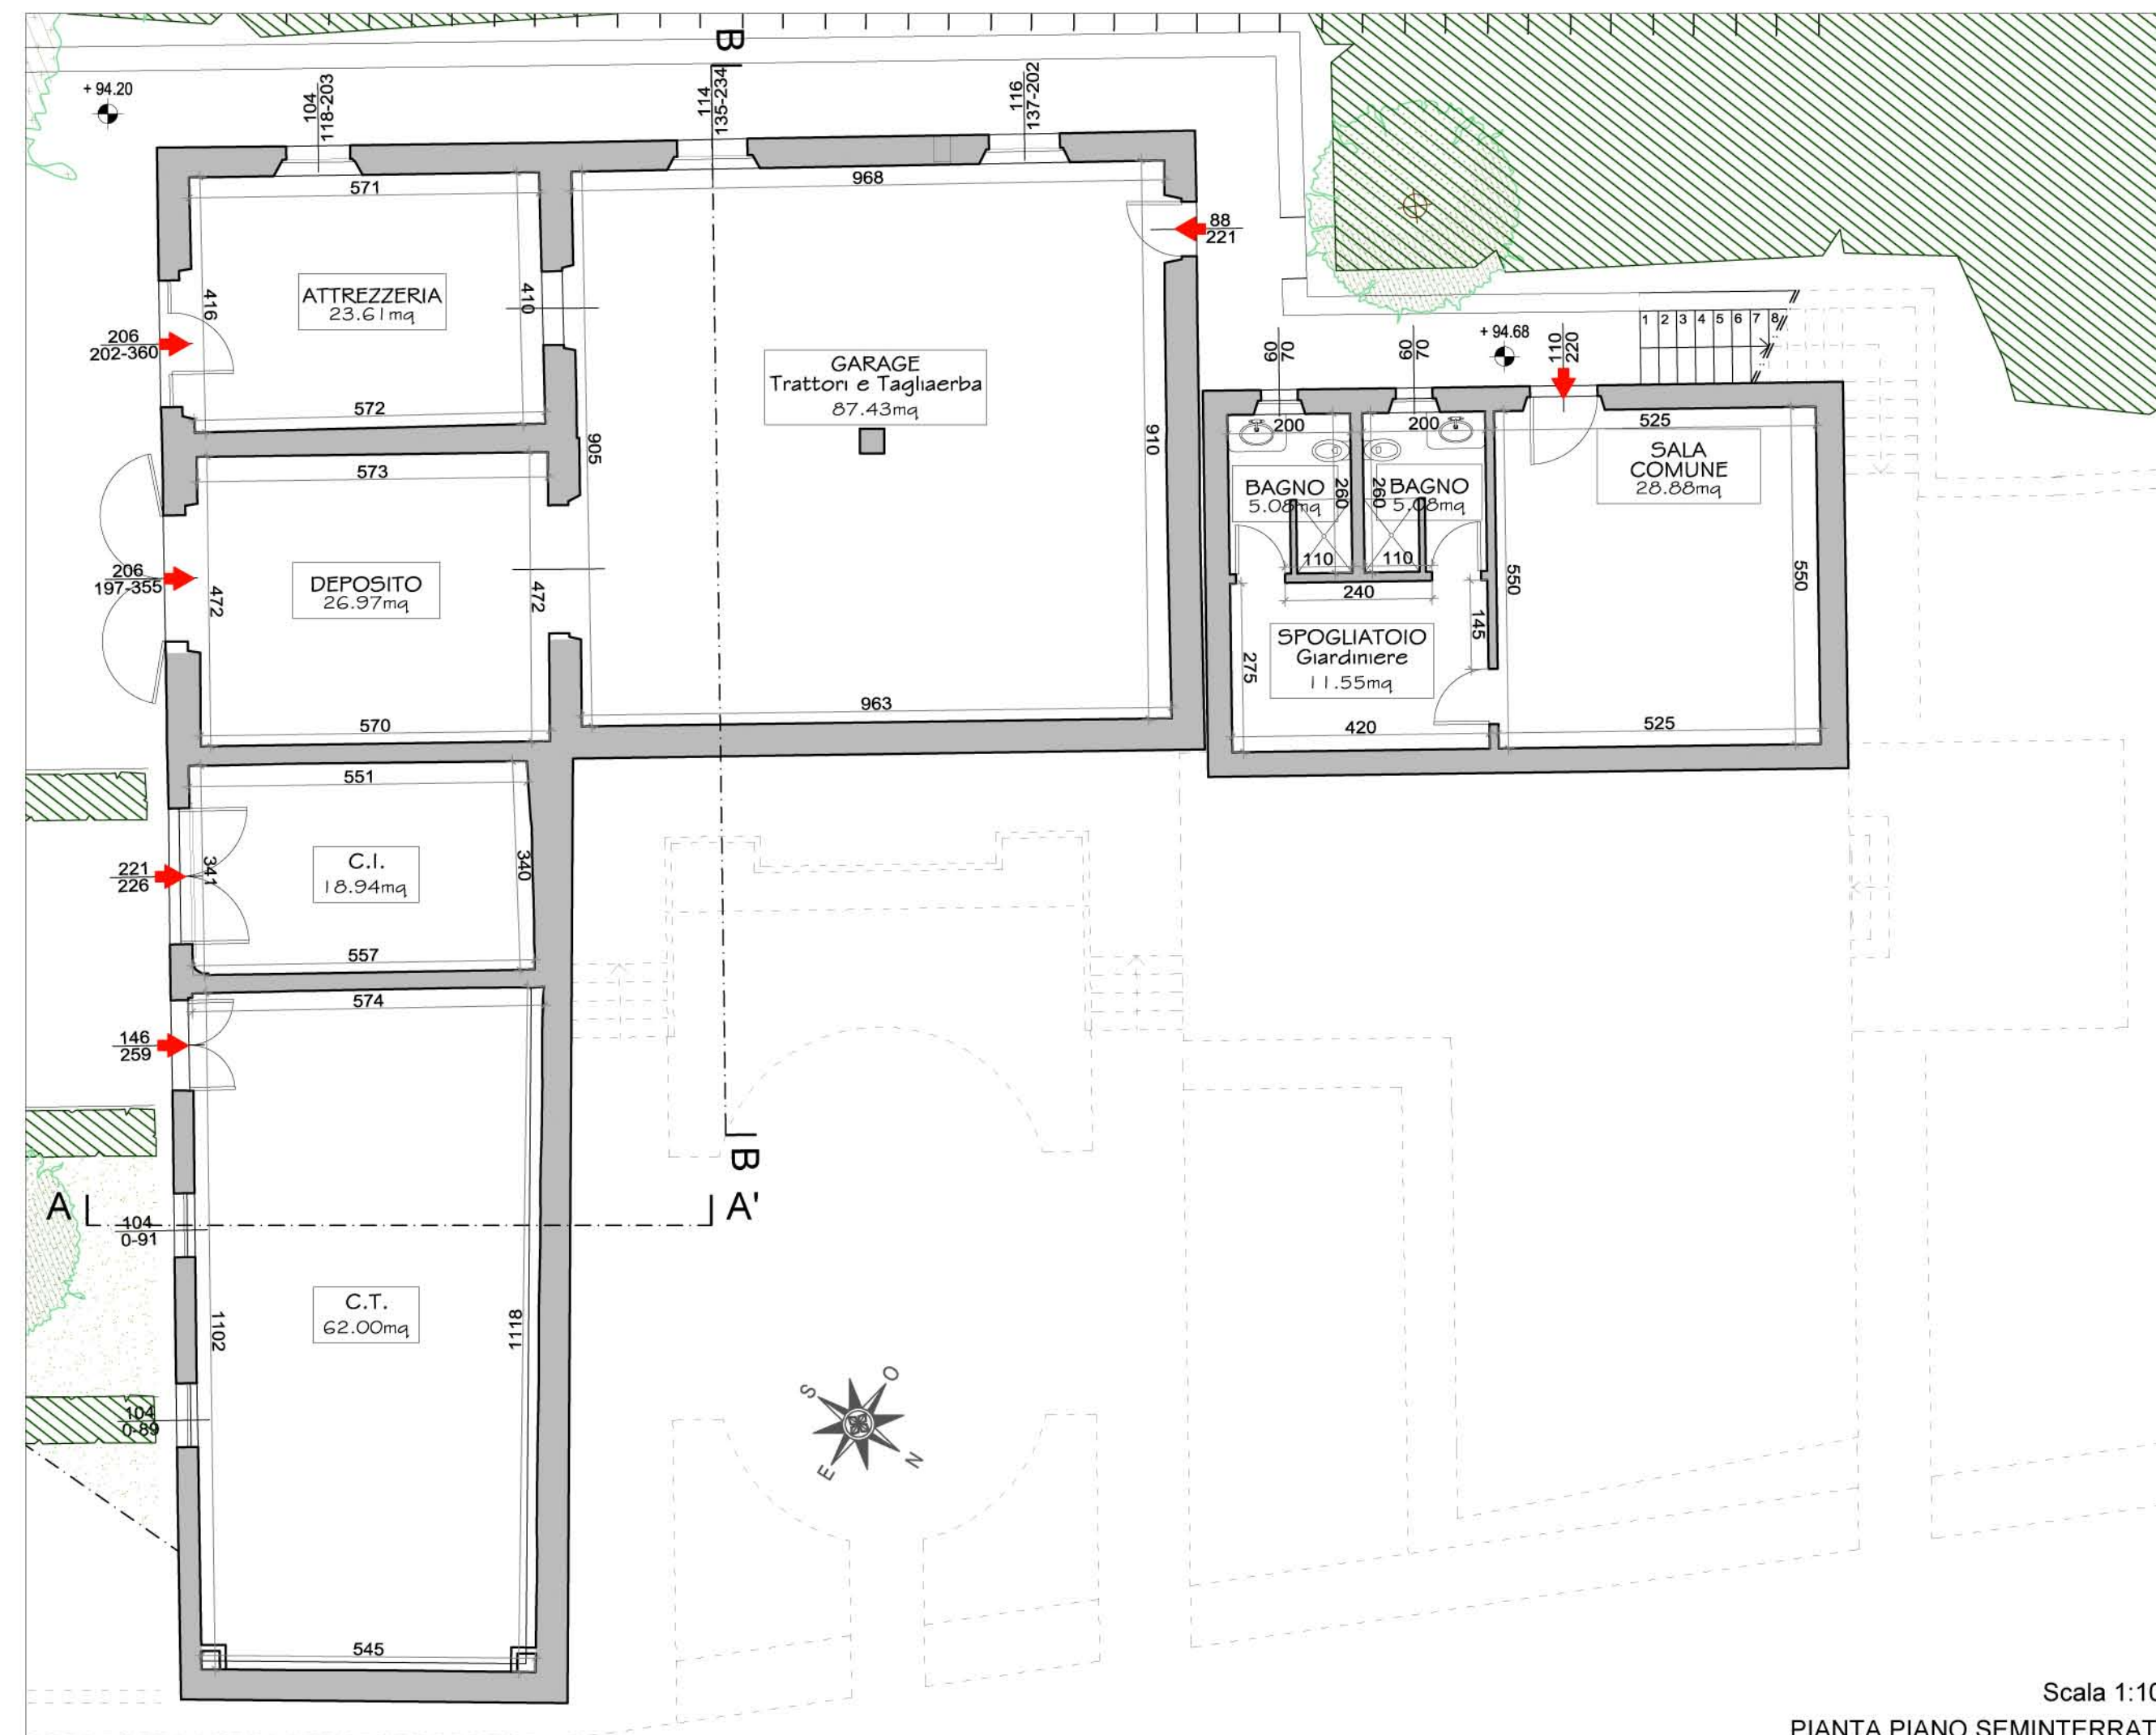 B
+ 94.20
104
118-203
114
135-234
116
137-202
571
968
88
221
416
ATTREZZERIA
23.61mq
410
206
202-360
572
GARAGE
Trattori e Tagliaerba
87.43mq
905
910
60
70
60
70
+ 94.68
110
220
1 2 3 4 5 6 7 8
200
200
525
SALA
COMUNE
28.88mq
BAGNO
5.08mq
260
260
BAGNO
5.08mq
110
110
240
550
550
145
SPOGLIATOIO
Giardiniere
11.55mq
275
420
525
573
206
197-355
472
DEPOSITO
26.97mq
472
570
963
551
221
226
341
C.I.
18.94mq
340
557
574
146
259
B
A
A'
104
0-91
C.T.
62.00mq
1102
1118
104
0-89
S
O
E
N
545
Scala 1:10
PIANTA PIANO SEMINTERRAT